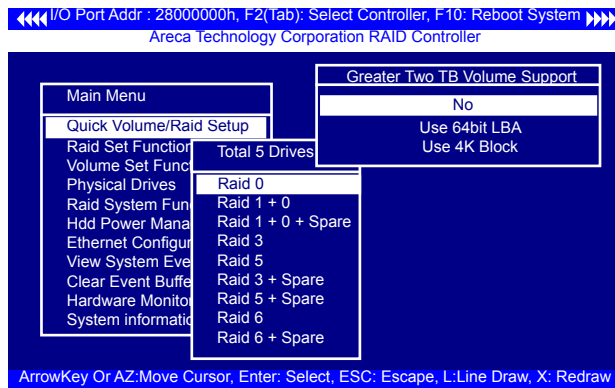 I/O Port Addr : 28000000h, F2(Tab): Select Controller, F10: Reboot System
Areca Technology Corporation RAID Controller
Main Menu
Quick Volume/Raid Setup
Raid Set Function
Volume Set Funct
Physical Drives
Raid System Fun
Hdd Power Mana
Ethernet Configur
View System Eve
Clear Event Buffe
Hardware Monito
System informatio
Total 5 Drives
Raid 0
Raid 1 + 0
Raid 1 + 0 + Spare
Raid 3
Raid 5
Raid 3 + Spare
Raid 5 + Spare
Raid 6
Raid 6 + Spare
Greater Two TB Volume Support
No
Use 64bit LBA
Use 4K Block
ArrowKey Or AZ:Move Cursor, Enter: Select, ESC: Escape, L:Line Draw, X: Redraw